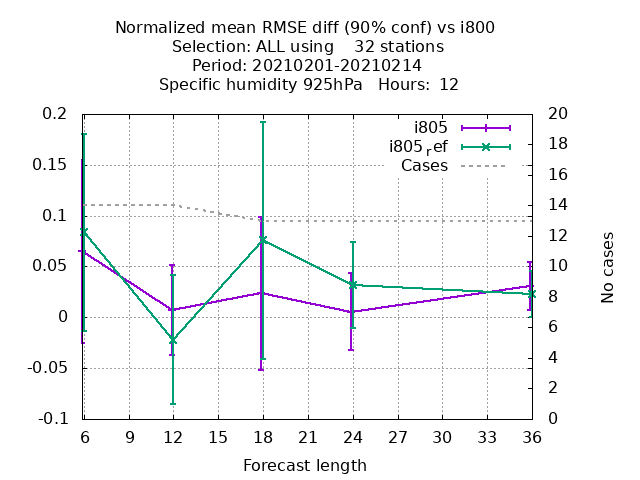 Normalized mean RMSE diff (90% conf) vs i800
Selection: ALL using    32 stations
Period: 20210201-20210214
Specific humidity 925hPa   Hours:  12
0.2
0.15
0.1
0.05
0
-0.05
-0.1
20
18
16
14
12
10
8
6
4
2
0
i805
i805ref
Cases
No cases
6 9 12 15 18 21 24 27 30 33 36
Forecast length